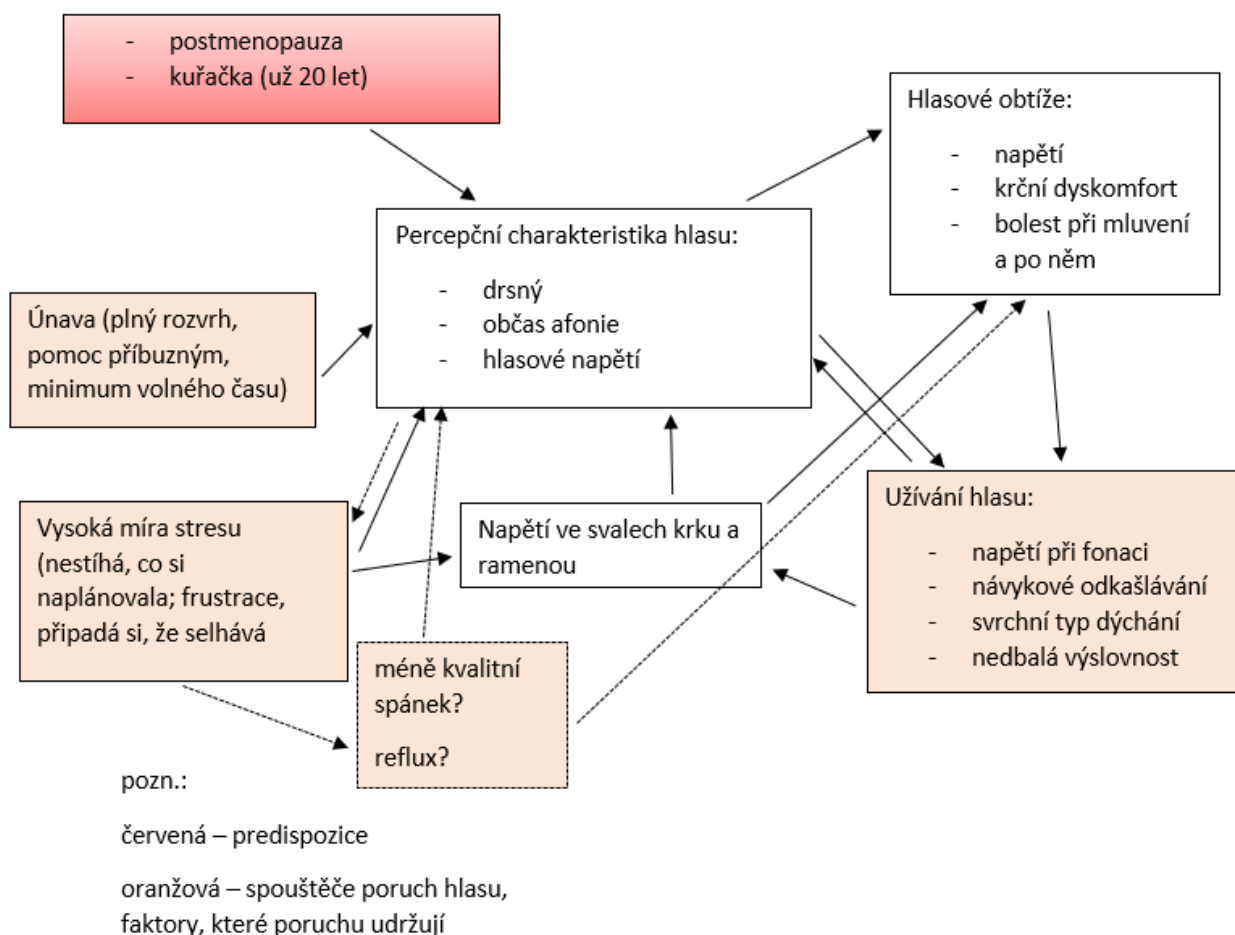 - postmenopauza
- kuřačka (už 20 let)
Hlasové obtíže:
- napětí
- krční dyskomfort
- bolest při mluvení
a po něm
Percepční charakteristika hlasu:
- drsný
- občas afonie
- hlasové napětí
Únava (plný rozvrh,
pomoc příbuzným,
minimum volného času)
Vysoká míra stresu
(nestíhá, co si
naplánovala; frustrace,
připadá si, že selhává
Napětí ve svalech krku a
ramenou
Užívání hlasu:
- napětí při fonaci
- návykové odkašlávání
- svrchní typ dýchání
- nedbalá výslovnost
méně kvalitní
spánek?
reflux?
pozn.:
červená – predispozice
oranžová – spouštěče poruch hlasu,
faktory, které poruchu udržují